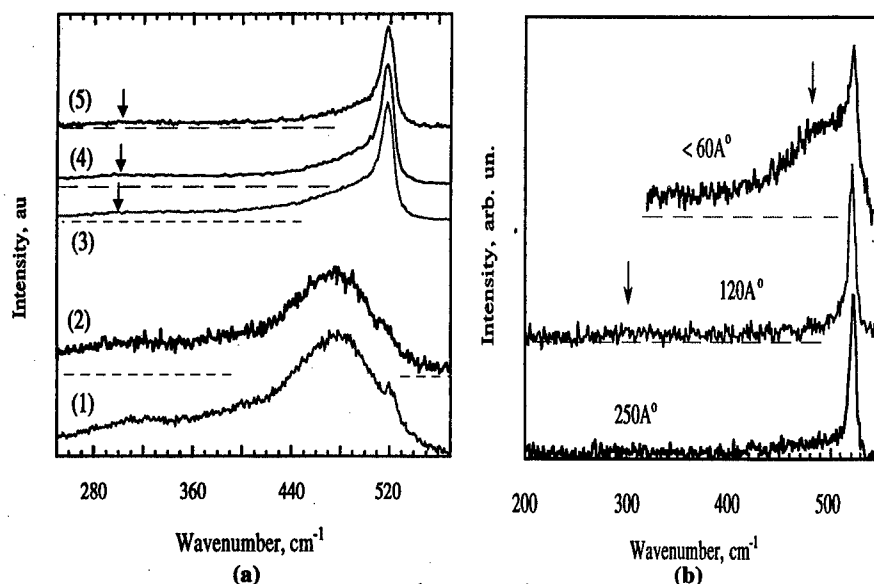 Intensity, au
(5)
(4)
(3)
(2)
(1)
280 360 440 520
Wavenumber, cm-1
(a)
Intensity, arb. un.
<60A°
120A°
250A°
200 300 400 500
Wavenumber, cm-1
(b)